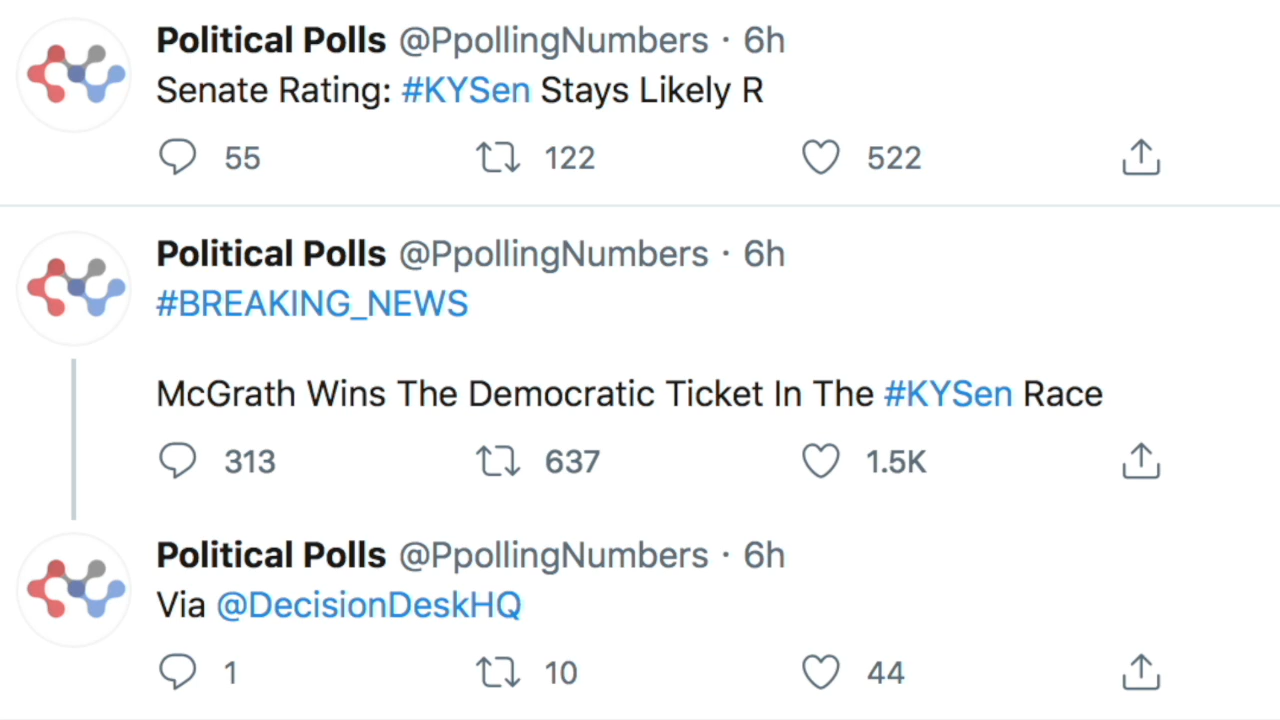 Political Polls @PpollingNumbers · 6h
Senate Rating: #KYSen Stays Likely R
55 122 522
Political Polls @PpollingNumbers · 6h
#BREAKING_NEWS
McGrath Wins The Democratic Ticket In The #KYSen Race
313 637 1.5K
Political Polls @PpollingNumbers · 6h
Via @DecisionDeskHQ
1 10 44